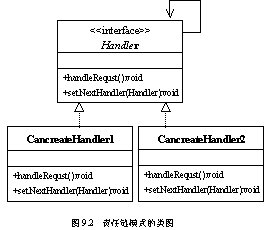 <<interface>>
Handler
+handleRequst():void
+setNextHandler(Handler):void
CancreateHandler1
CancreateHandler2
+handleRequst():void
+setNextHandler(Handler):void
+handleRequst():void
+setNextHandler(Handler):void
图9.2 责任链模式的类图